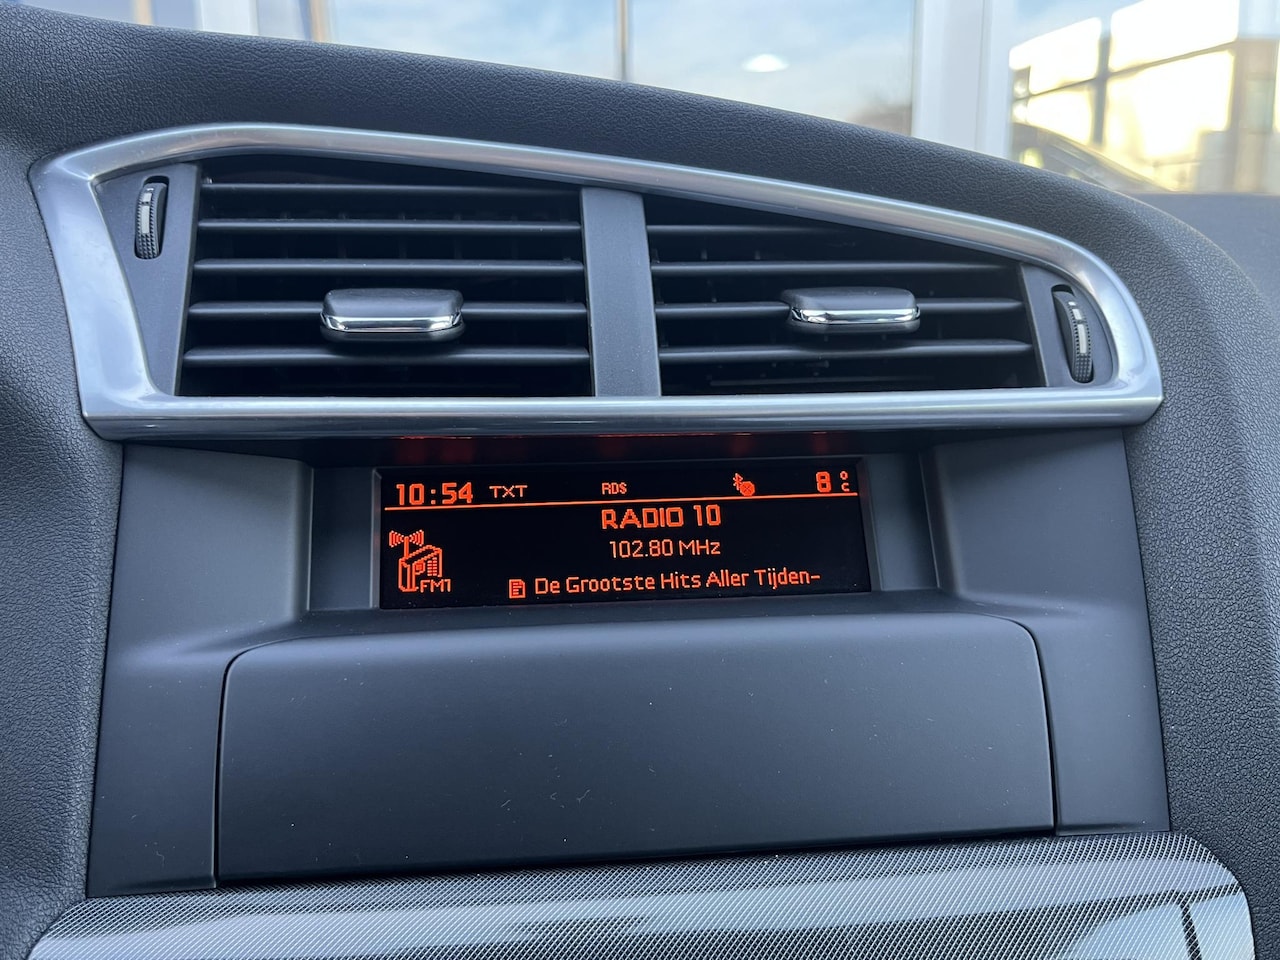 10:54 TXT RDS 8 °C
RADIO 10
102.80 MHz
FM1
De Grootste Hits Aller Tijden-